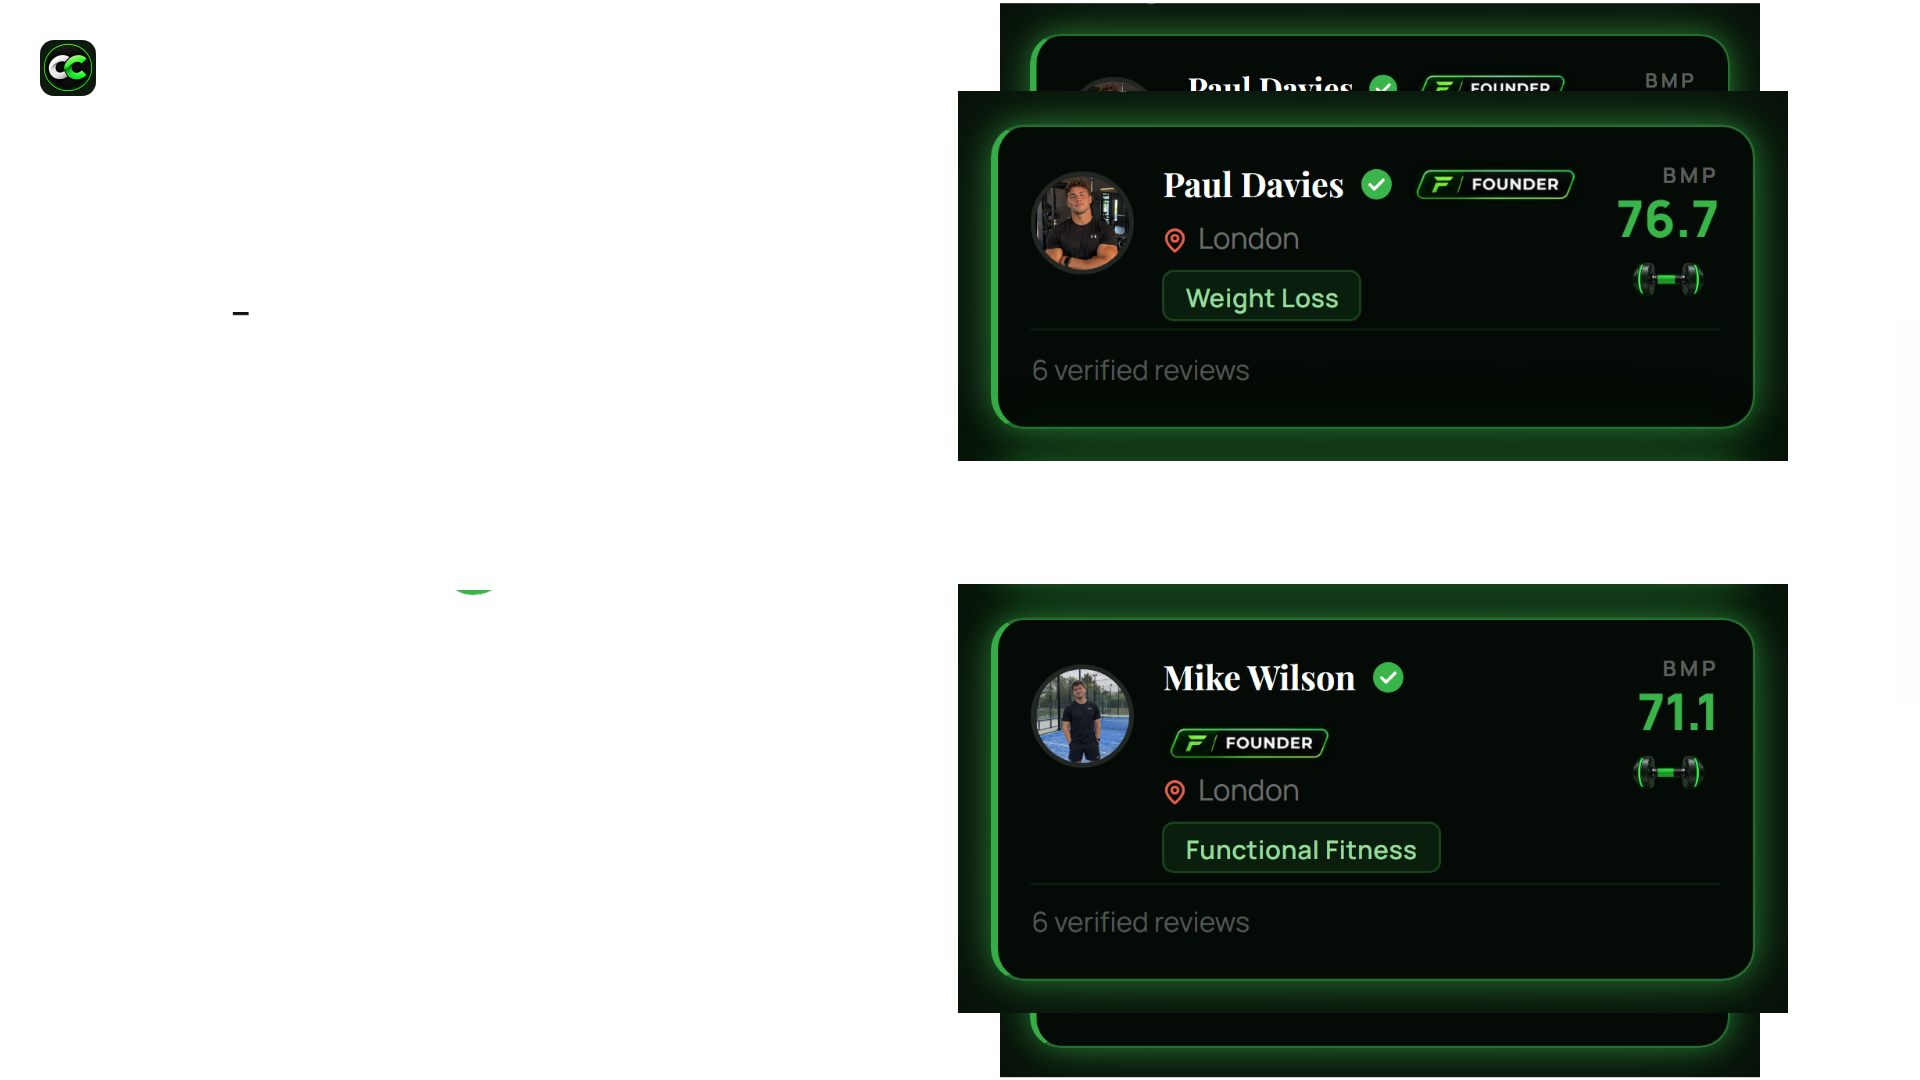 CC
Paul Davies FOUNDER BMP
Paul Davies FOUNDER BMP
76.7
London
Weight Loss
6 verified reviews
–
Mike Wilson BMP
71.1
F / FOUNDER
London
Functional Fitness
6 verified reviews